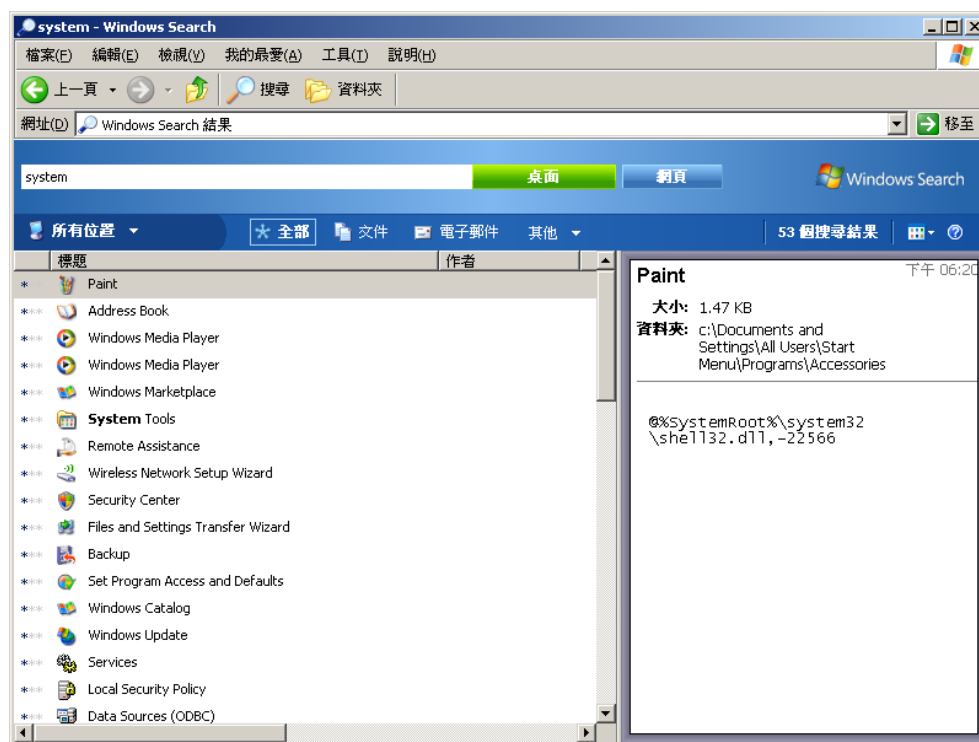 system - Windows Search
檔案(F) 編輯(E) 檢視(V) 我的最愛(A) 工具(T) 說明(H)
上一頁 搜尋 資料夾
網址(D) Windows Search 結果 移至
system 桌面 網頁 Windows Search
所有位置 全部 文件 電子郵件 其他 53 個搜尋結果
標題 作者
Paint
Address Book
Windows Media Player
Windows Media Player
Windows Marketplace
System Tools
Remote Assistance
Wireless Network Setup Wizard
Security Center
Files and Settings Transfer Wizard
Backup
Set Program Access and Defaults
Windows Catalog
Windows Update
Services
Local Security Policy
Data Sources (ODBC)
Paint 下午 06:20
大小: 1.47 KB
資料夾: c:\Documents and
Settings\All Users\Start
Menu\Programs\Accessories
@%SystemRoot%\system32
\shell32.dll,-22566